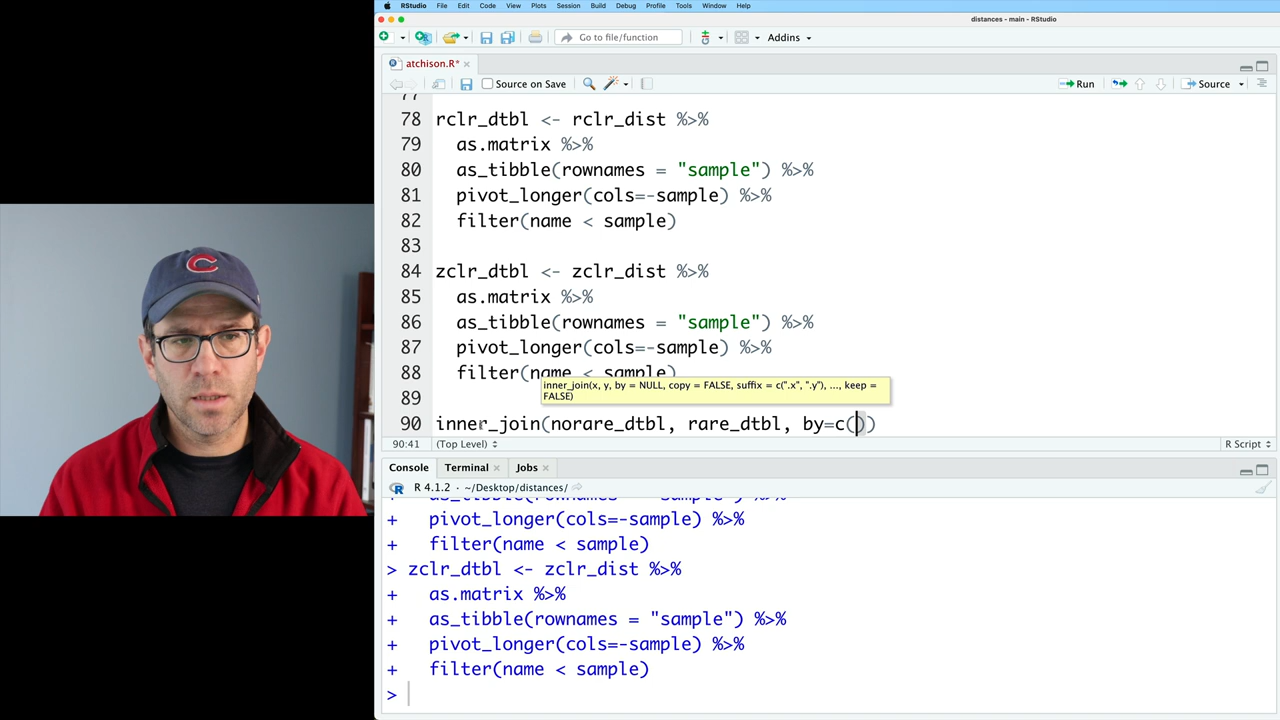 RStudio File Edit Code View Plots Session Build Debug Profile Tools Window Help
distances - main - RStudio
Go to file/function Addins
atchison.R*
Source on Save Run Source
77
78 rclr_dtbl <- rclr_dist %>%
79 as.matrix %>%
80 as_tibble(rownames = "sample") %>%
81 pivot_longer(cols=-sample) %>%
82 filter(name < sample)
83
84 zclr_dtbl <- zclr_dist %>%
85 as.matrix %>%
86 as_tibble(rownames = "sample") %>%
87 pivot_longer(cols=-sample) %>%
88 filter(name < sample)
inner_join(x, y, by = NULL, copy = FALSE, suffix = c(".x", ".y"), ..., keep =
FALSE)
89
90 inner_join(norare_dtbl, rare_dtbl, by=c())
90:41 (Top Level) R Script
Console Terminal Jobs
R 4.1.2 · ~/Desktop/distances/
+ as_tibble(rownames = "sample") %>%
+ pivot_longer(cols=-sample) %>%
+ filter(name < sample)
> zclr_dtbl <- zclr_dist %>%
+ as.matrix %>%
+ as_tibble(rownames = "sample") %>%
+ pivot_longer(cols=-sample) %>%
+ filter(name < sample)
>
C